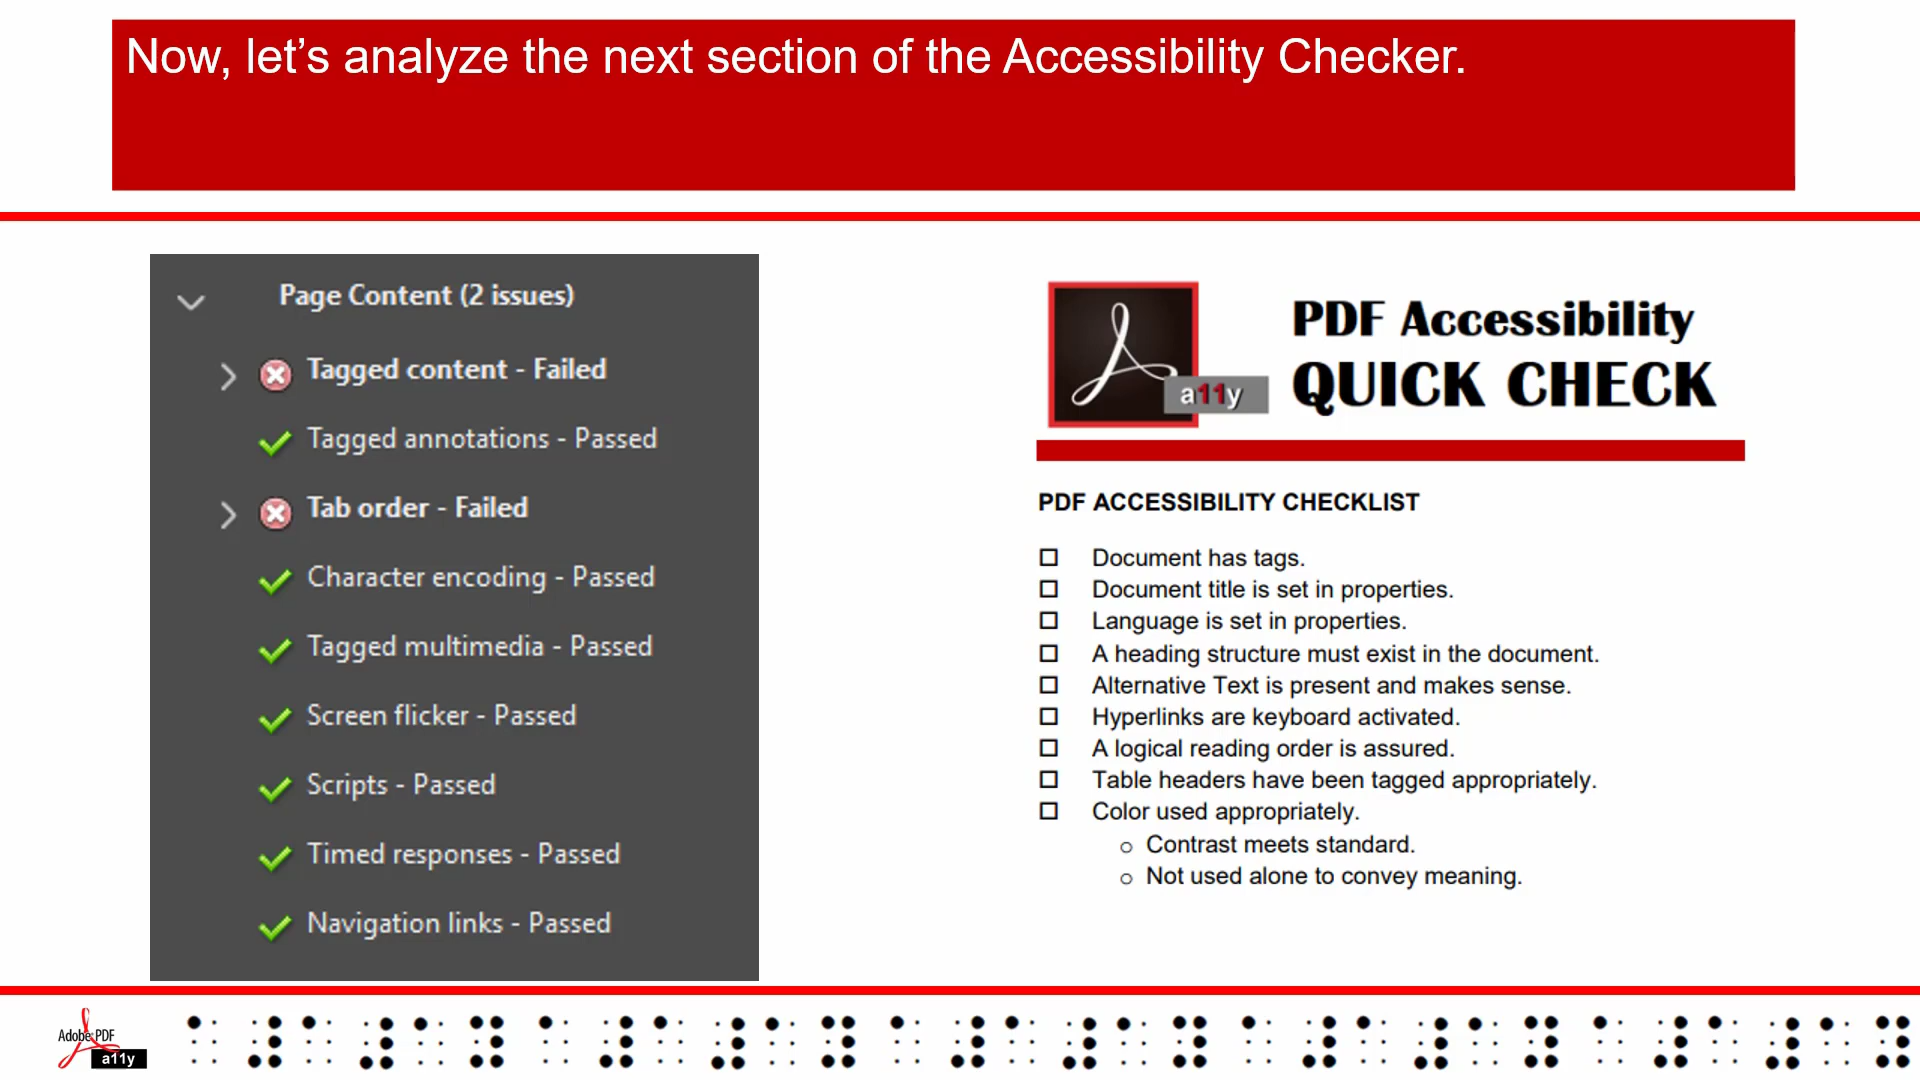 Now, let’s analyze the next section of the Accessibility Checker.
Page Content (2 issues)
Tagged content - Failed
Tagged annotations - Passed
Tab order - Failed
Character encoding - Passed
Tagged multimedia - Passed
Screen flicker - Passed
Scripts - Passed
Timed responses - Passed
Navigation links - Passed
a11y
PDF Accessibility
QUICK CHECK
PDF ACCESSIBILITY CHECKLIST
Document has tags.
Document title is set in properties.
Language is set in properties.
A heading structure must exist in the document.
Alternative Text is present and makes sense.
Hyperlinks are keyboard activated.
A logical reading order is assured.
Table headers have been tagged appropriately.
Color used appropriately.
Contrast meets standard.
Not used alone to convey meaning.
Adobe PDF
a11y